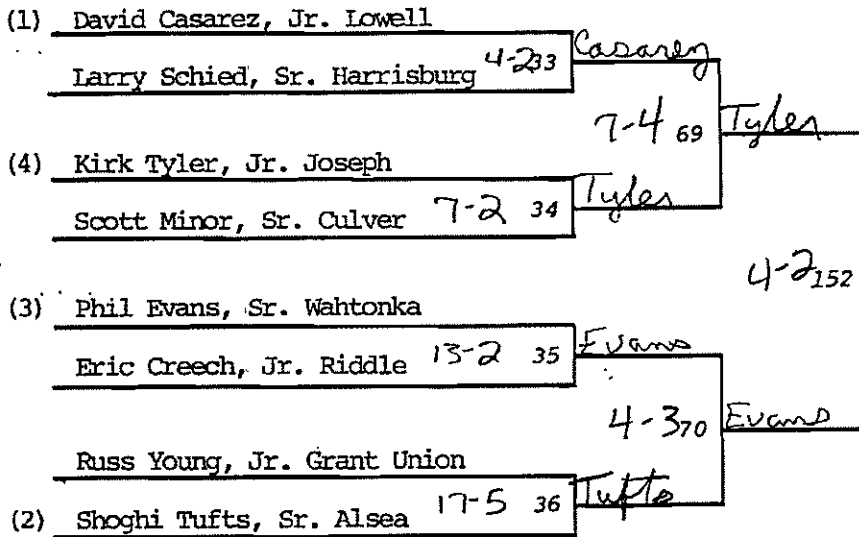 (1) David Casarez, Jr. Lowell
Casarez
Larry Schied, Sr. Harrisburg 4-2 33
7-4 69 Tyler
(4) Kirk Tyler, Jr. Joseph
Tyler
Scott Minor, Sr. Culver 7-2 34
4-2 152
(3) Phil Evans, Sr. Wahtonka
Evans
Eric Creech, Jr. Riddle 13-2 35
4-3 70 Evans
Russ Young, Jr. Grant Union
Tufts
(2) Shoghi Tufts, Sr. Alsea 17-5 36